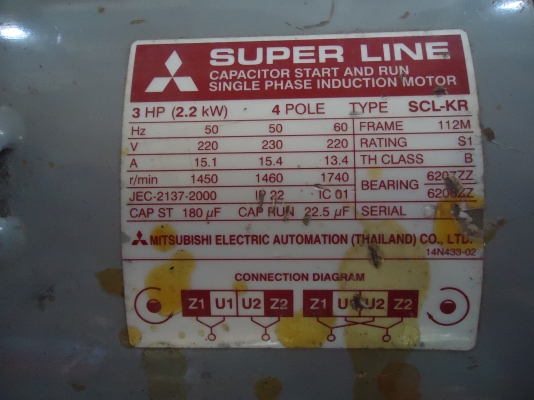 SUPER LINE
CAPACITOR START AND RUN
SINGLE PHASE INDUCTION MOTOR
3 HP (2.2 kW) 4 POLE TYPE SCL-KR
Hz 50 50 60 FRAME 112M
V 220 230 220 RATING S1
A 15.1 15.4 13.4 TH CLASS B
r/min 1450 1460 1740 BEARING 6207ZZ
JEC-2137-2000 IP 22 IC 01 6206ZZ
CAP ST 180 µF CAP RUN 22.5 µF SERIAL
MITSUBISHI ELECTRIC AUTOMATION (THAILAND) CO., LTD.
14N433-02
CONNECTION DIAGRAM
Z1 U1 U2 Z2 Z1 U1 U2 Z2